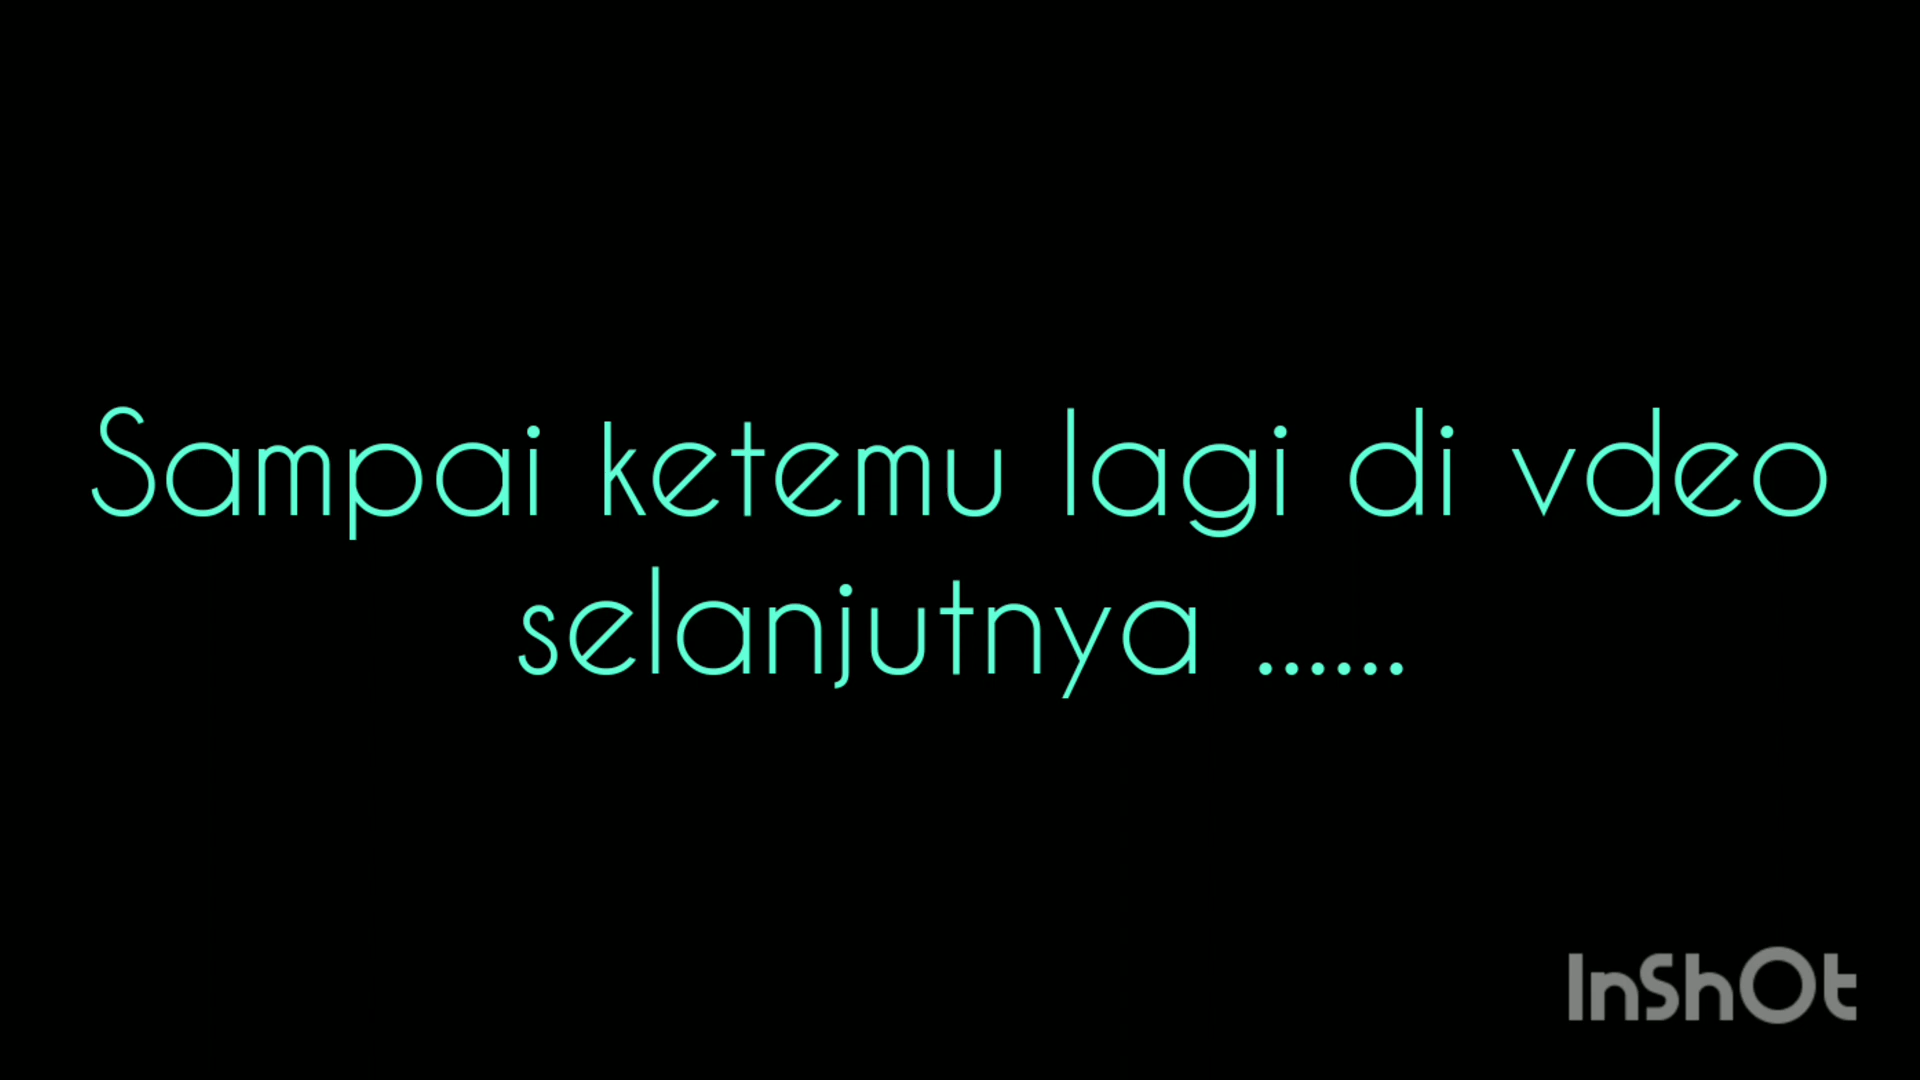 Sampai ketemu lagi di vdeo
selanjutnya ......
InShOt